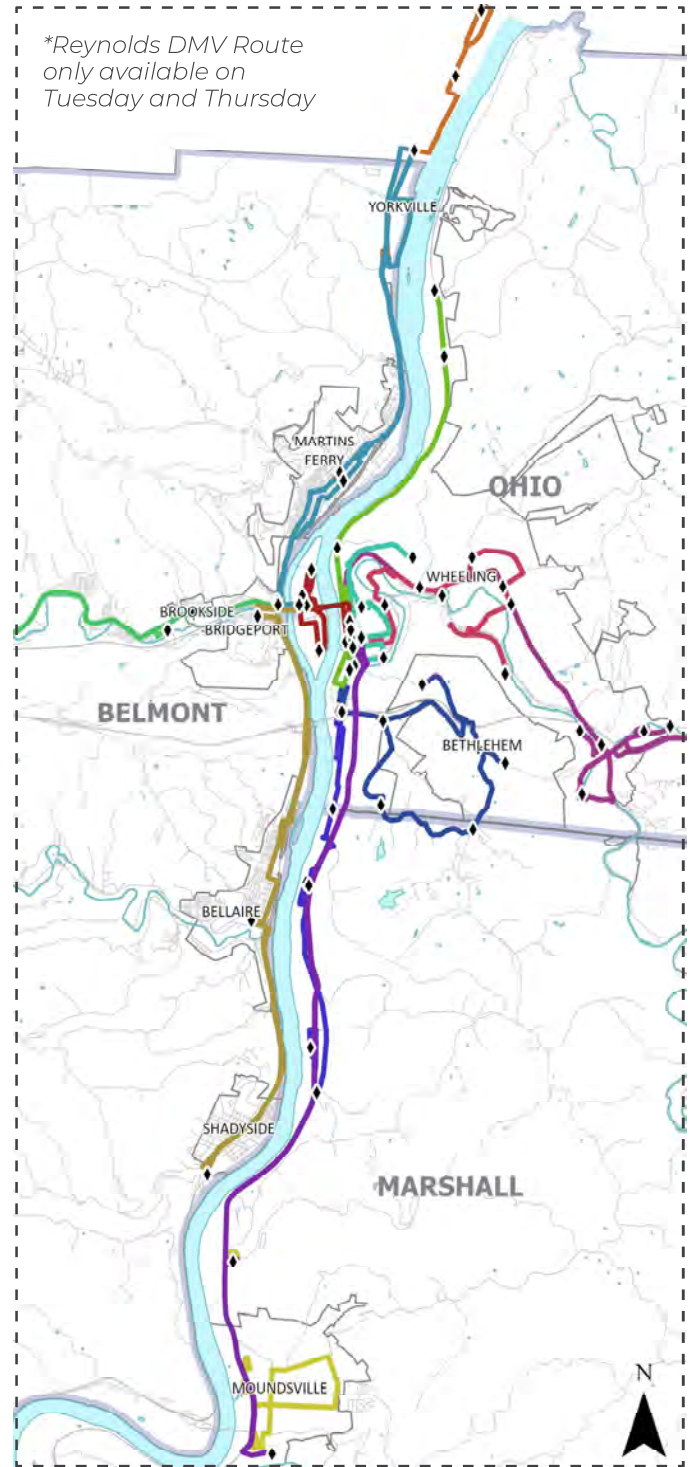 *Reynolds DMV Route
only available on
Tuesday and Thursday
YORKVILLE
MARTINS
FERRY
OHIO
WHEELING
BROOKSIDE
BRIDGEPORT
BELMONT
BETHLEHEM
BELLAIRE
SHADYSIDE
MARSHALL
MOUNDSVILLE
N